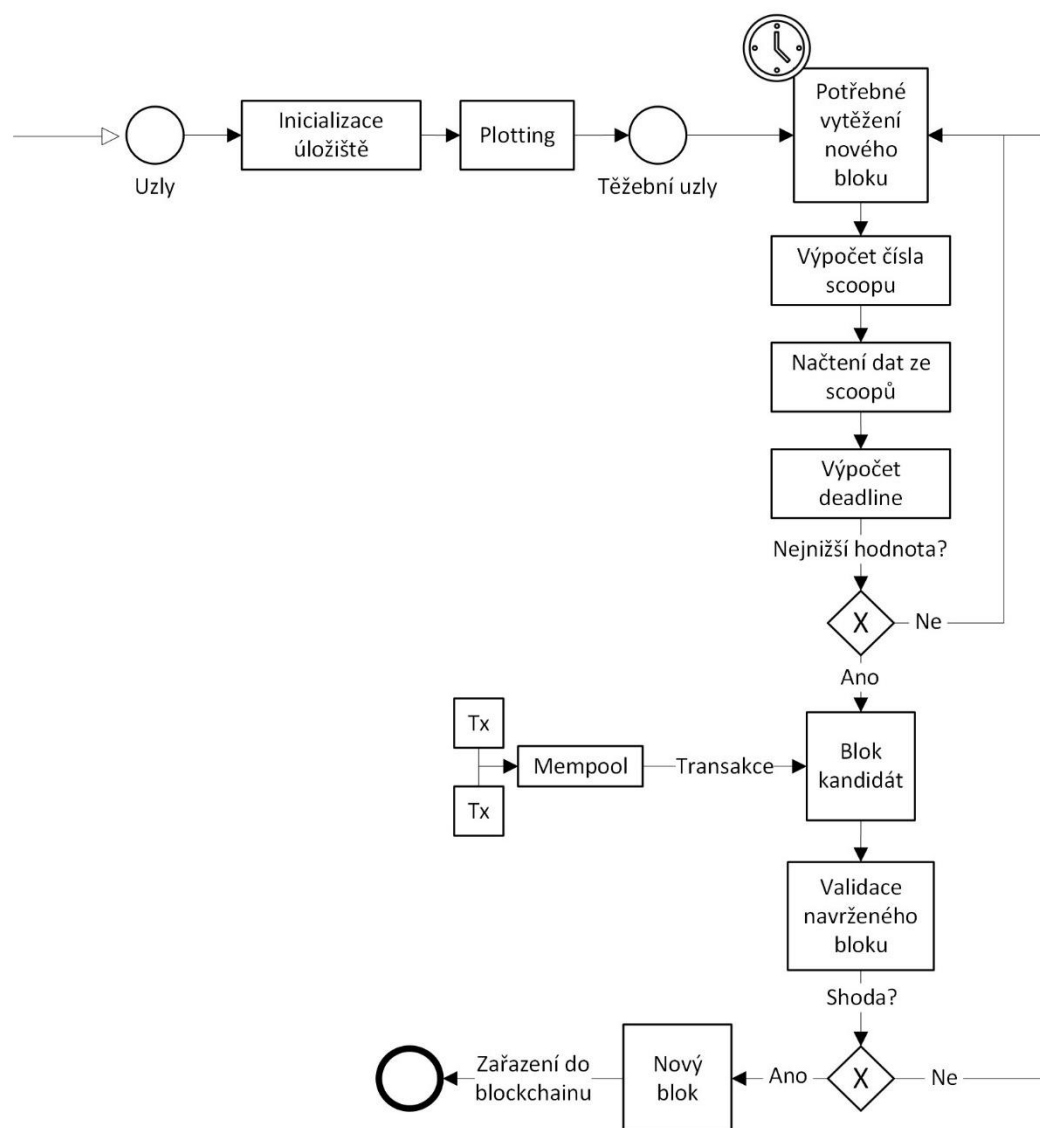 Uzly
Inicializace
úložiště
Plotting
Těžební uzly
Potřebné
vytěžení
nového
bloku
Výpočet čísla
scoopu
Načtení dat ze
scoopů
Výpočet
deadline
Nejnižší hodnota?
X
Ne
Ano
Tx
Tx
Mempool
Transakce
Blok
kandidát
Validace
navrženého
bloku
Shoda?
X
Ne
Ano
Nový
blok
Zařazení do
blockchainu